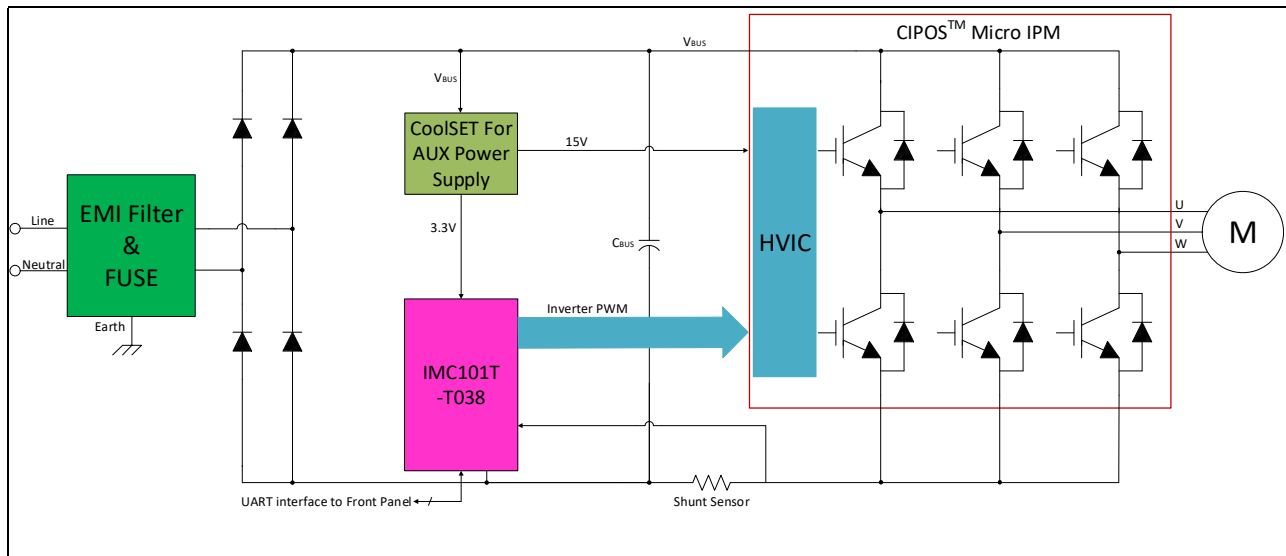 CIPOS™ Micro IPM
VBUS
VBUS
CoolSET For
AUX Power
Supply
15V
3.3V
Line
Neutral
EMI Filter
&
FUSE
Earth
CBUS
HVIC
U
V
W
M
Inverter PWM
IMC101T
-T038
UART interface to Front Panel
Shunt Sensor